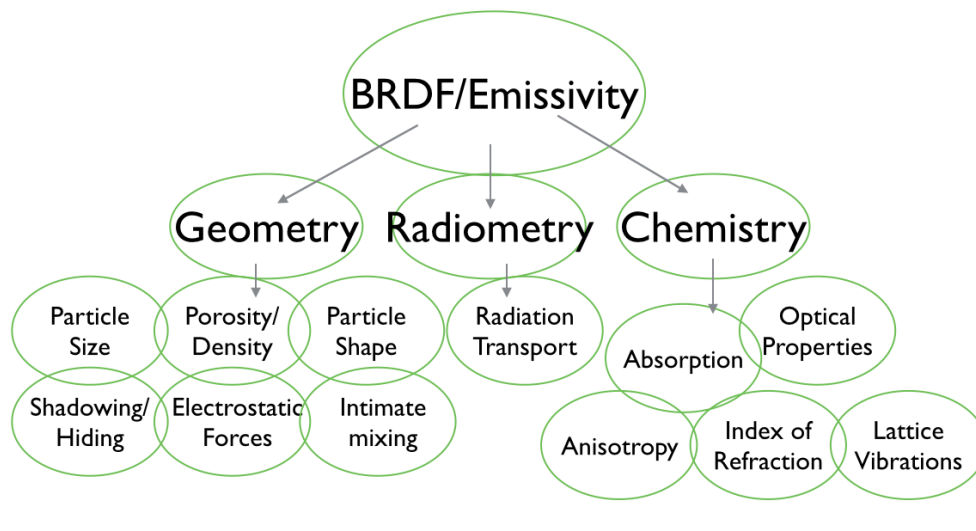 BRDF/Emissivity
Geometry
Radiometry
Chemistry
Particle
Size
Porosity/
Density
Particle
Shape
Radiation
Transport
Absorption
Optical
Properties
Shadowing/
Hiding
Electrostatic
Forces
Intimate
mixing
Anisotropy
Index of
Refraction
Lattice
Vibrations